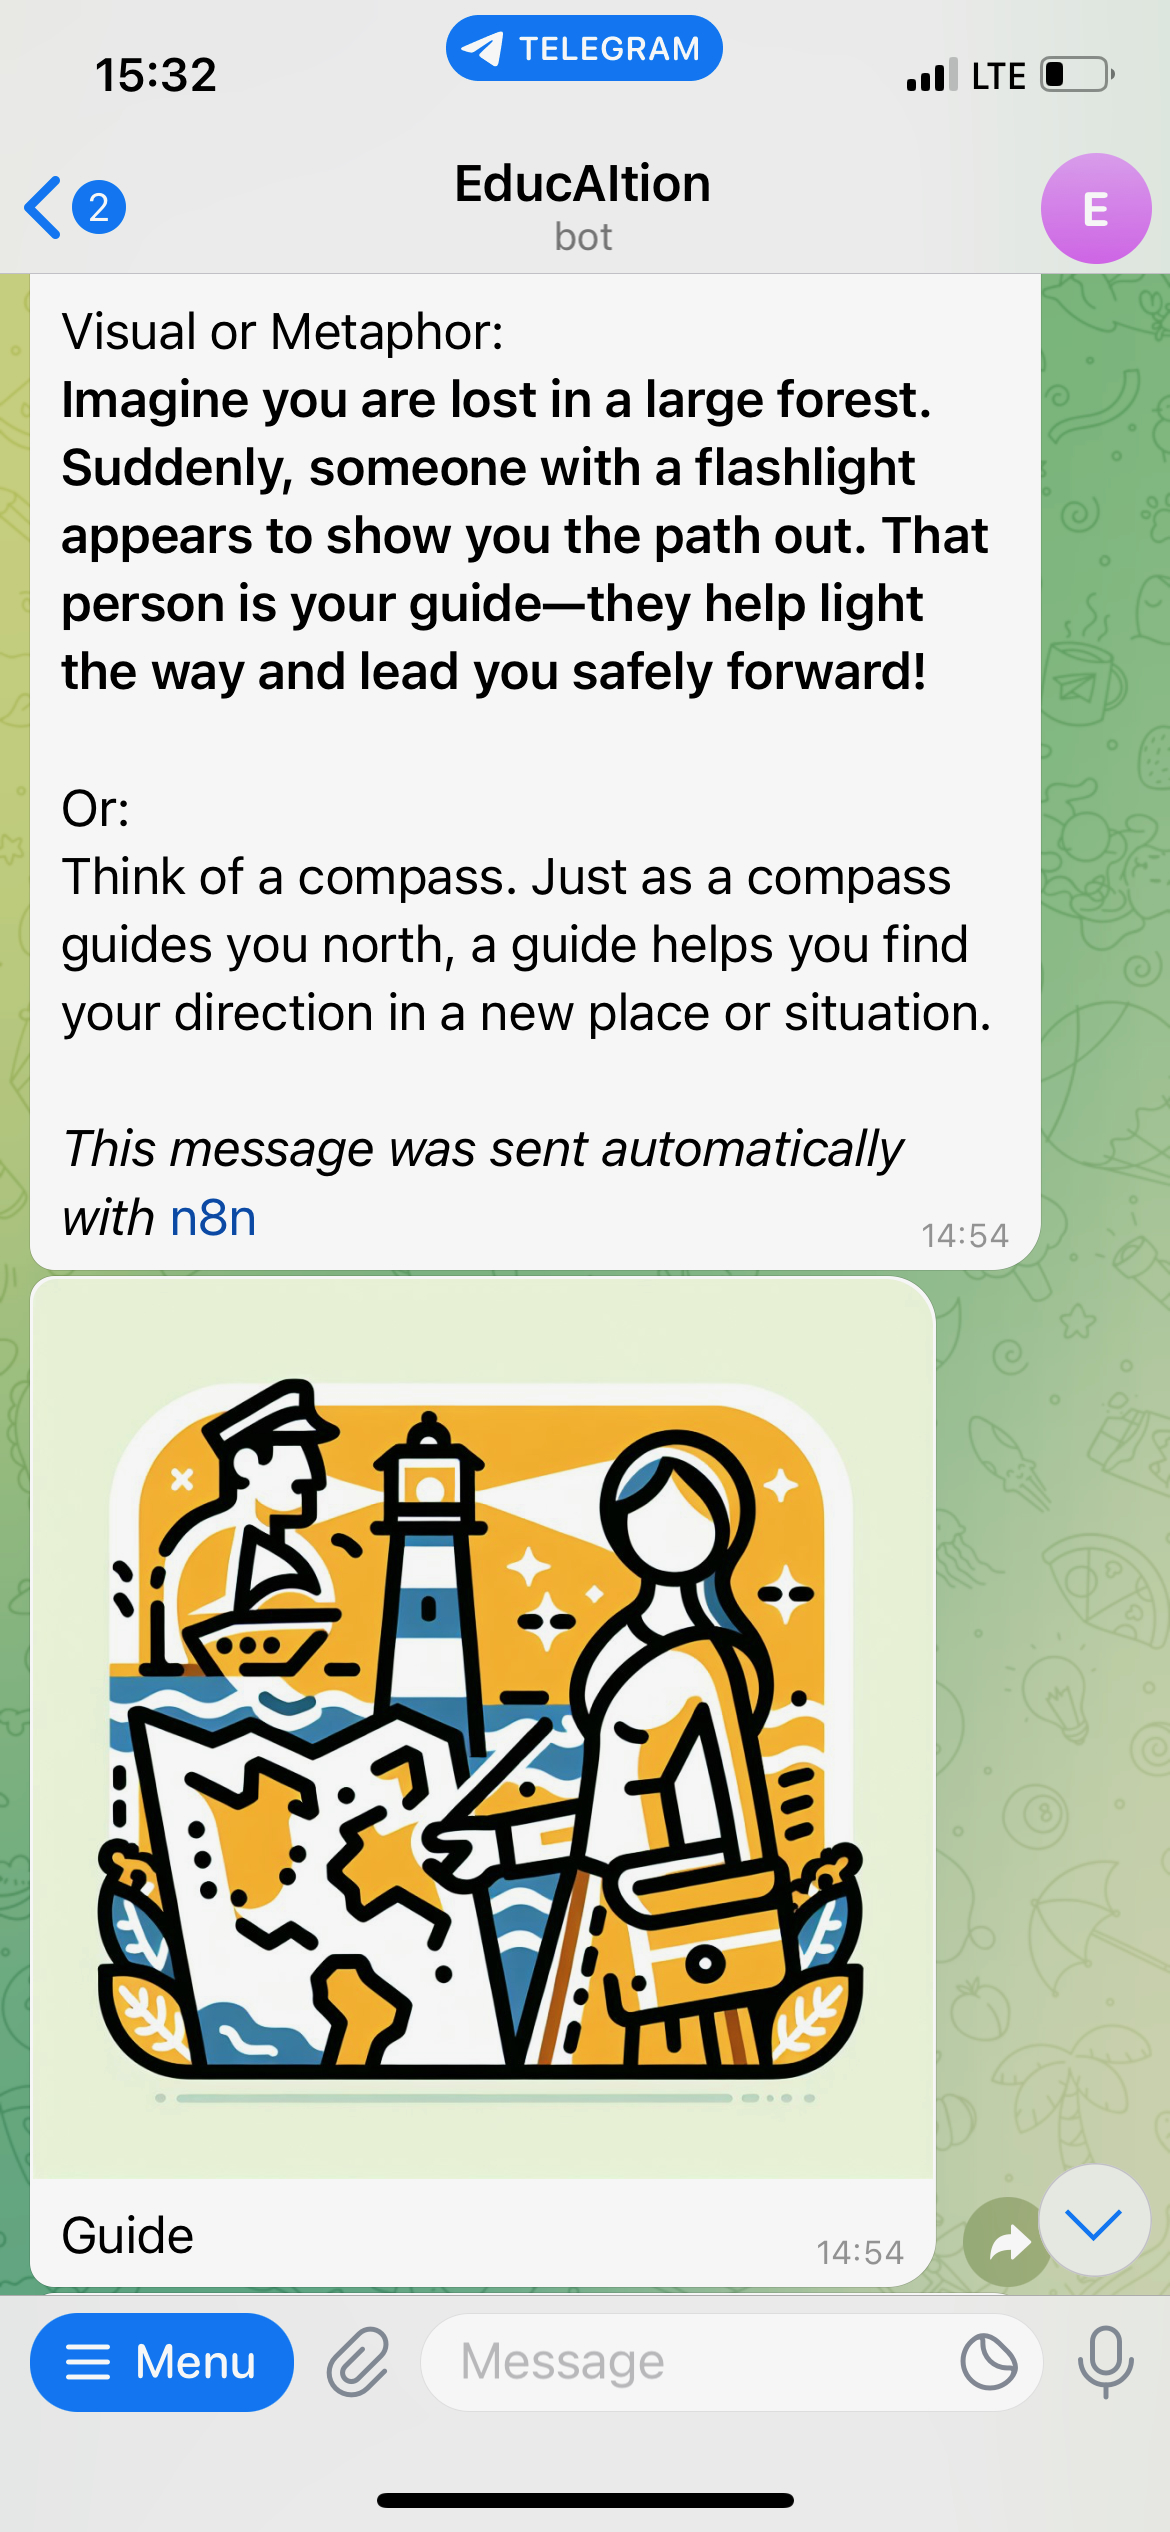 15:32
TELEGRAM
LTE
2
EducAItion
bot
E
Visual or Metaphor:
Imagine you are lost in a large forest.
Suddenly, someone with a flashlight
appears to show you the path out. That
person is your guide—they help light
the way and lead you safely forward!
Or:
Think of a compass. Just as a compass
guides you north, a guide helps you find
your direction in a new place or situation.
This message was sent automatically
with n8n
14:54
Guide
14:54
Menu
Message